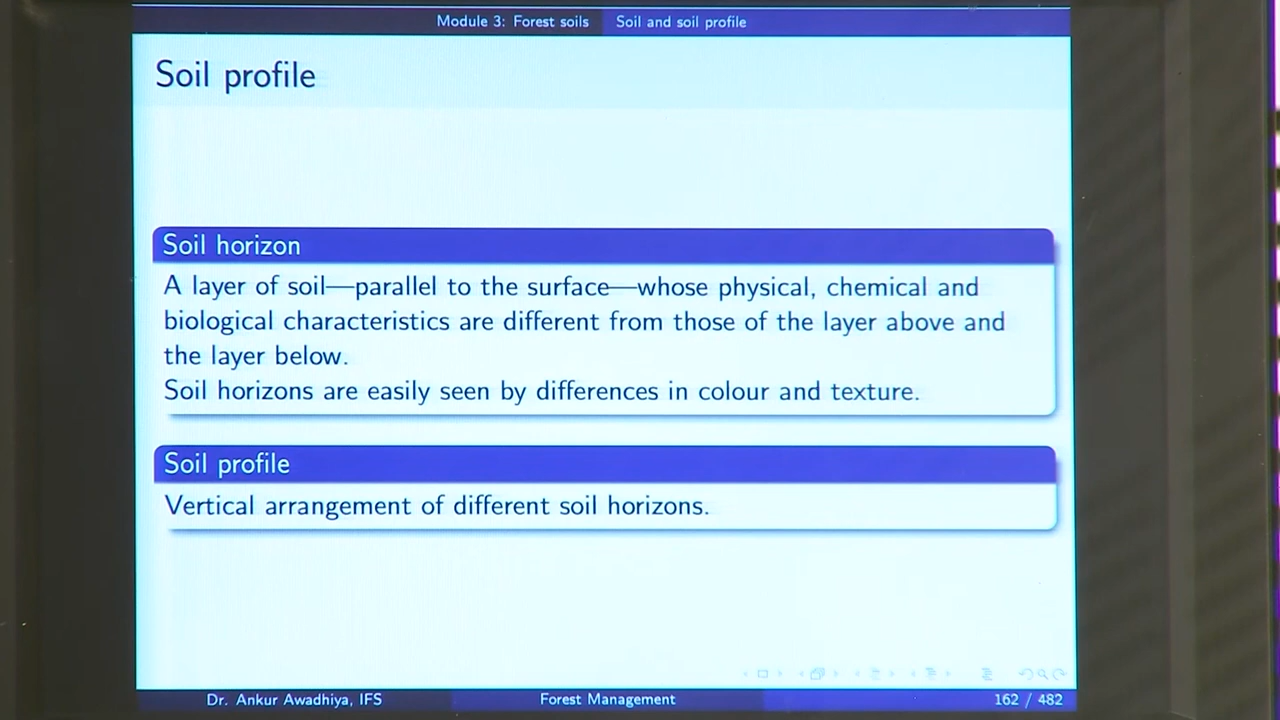 Module 3: Forest soils Soil and soil profile
Soil profile
Soil horizon
A layer of soil—parallel to the surface—whose physical, chemical and
biological characteristics are different from those of the layer above and
the layer below.
Soil horizons are easily seen by differences in colour and texture.
Soil profile
Vertical arrangement of different soil horizons.
Dr. Ankur Awadhiya, IFS Forest Management 162 / 482